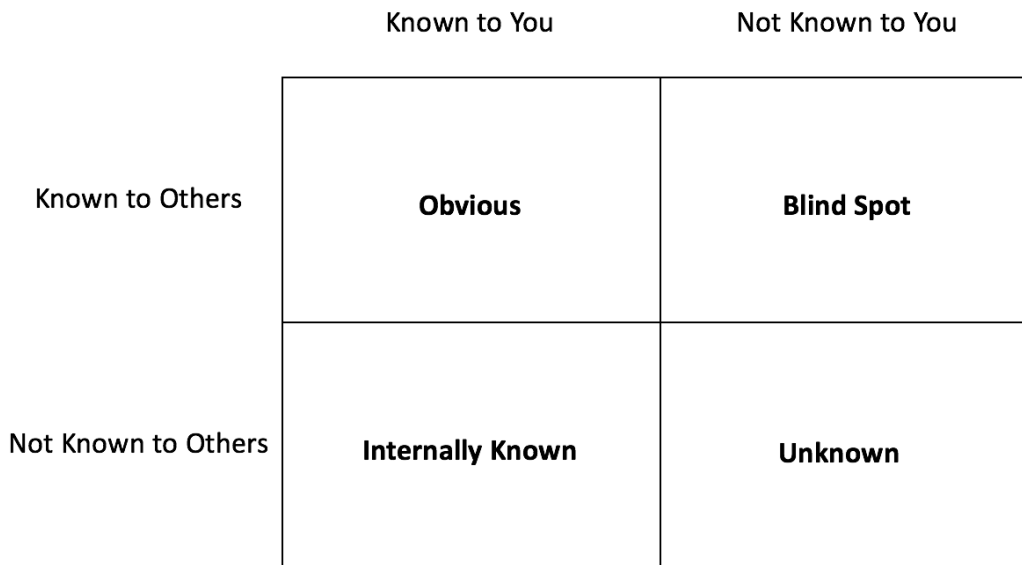 Known to You
Not Known to You
Known to Others
Obvious
Blind Spot
Not Known to Others
Internally Known
Unknown